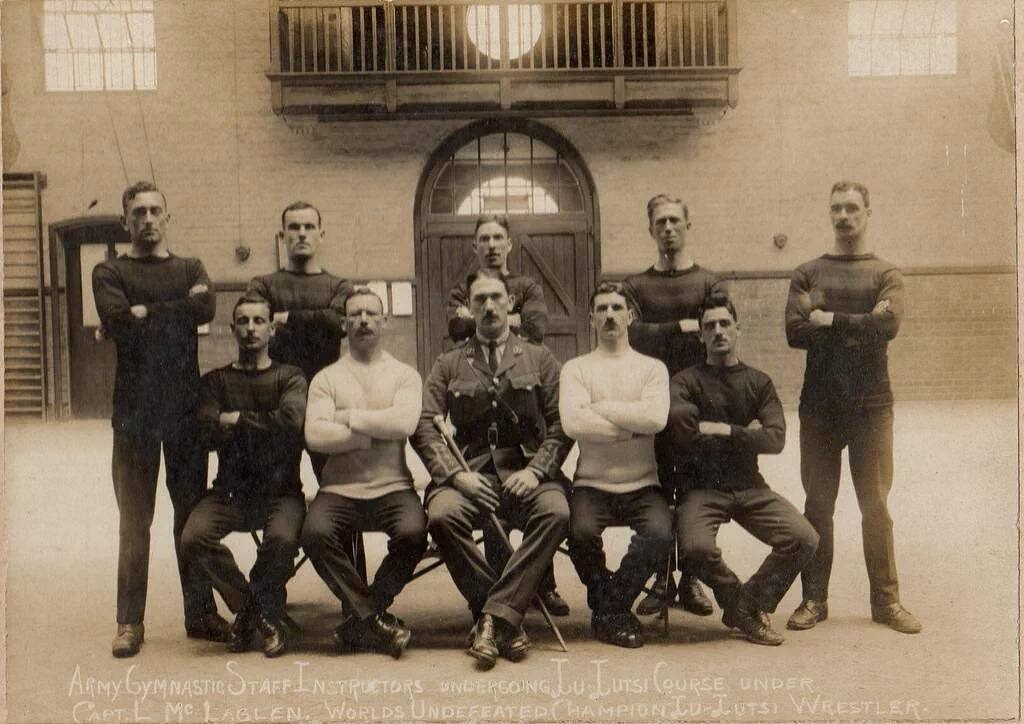 Army Gymnastic Staff Instructors undergoing Ju-Jutsi Course under
Capt. L. Mc Laglen. Worlds Undefeated Champion Ju-Jutsi Wrestler.